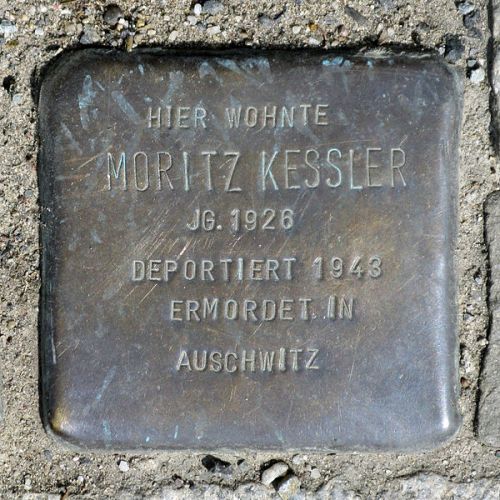 HIER WOHNTE
MORITZ KESSLER
JG. 1926
DEPORTIERT 1943
ERMORDET IN
AUSCHWITZ